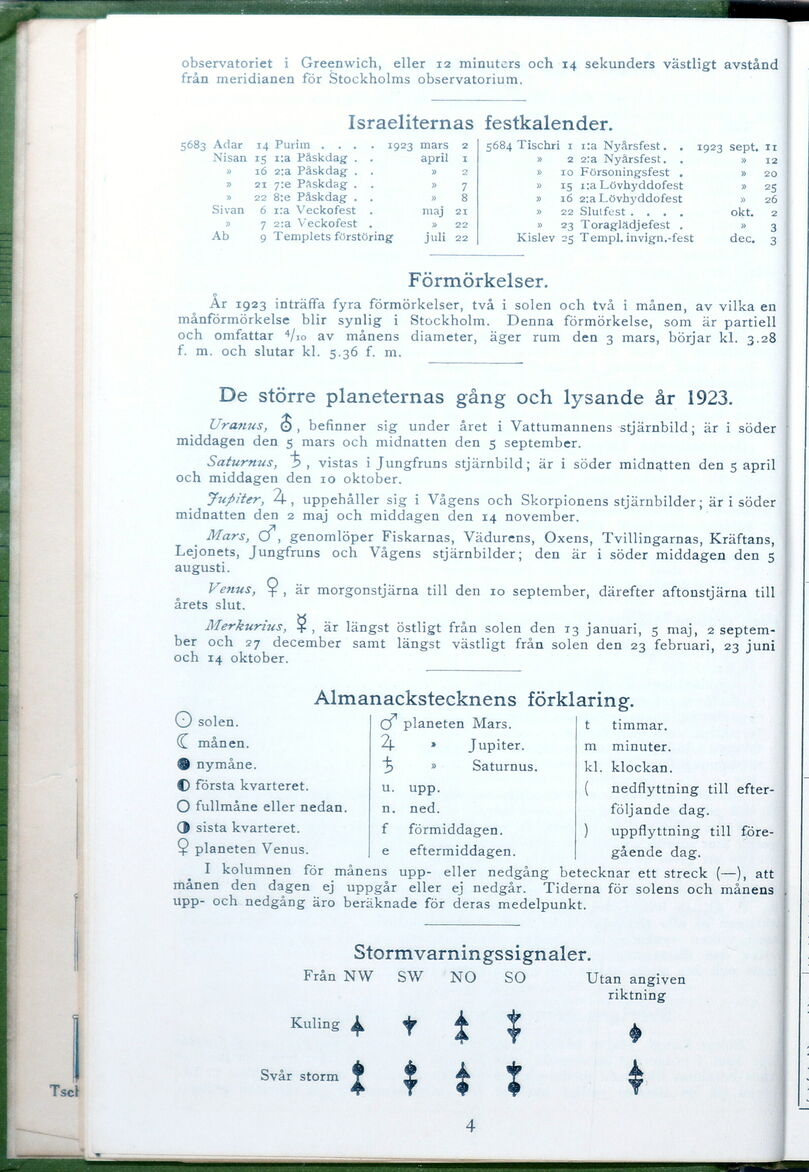 observatoriet i Greenwich, eller 12 minuters och 14 sekunders västligt avstånd
från meridianen för Stockholms observatorium.
Israeliternas festkalender.
5683 Adar 14 Purim . . . . 1923 mars 2
Nisan 15 1:a Påskdag . . april 1
» 16 2:a Påskdag . . » 2
» 21 7:e Påskdag . . » 7
» 22 8:e Påskdag . . » 8
Sivan 6 1:a Veckofest . maj 21
» 7 2:a Veckofest . » 22
Ab 9 Templets förstöring juli 22
5684 Tischri 1 1:a Nyårsfest. . 1923 sept. 11
» 2 2:a Nyårsfest. . » 12
» 10 Försoningsfest . » 20
» 15 1:a Lövhyddofest » 25
» 16 2:a Lövhyddofest » 26
» 22 Slutfest . . . . okt. 2
» 23 Toraglädjefest . » 3
Kislev 25 Templ. invign.-fest dec. 3
Förmörkelser.
År 1923 inträffa fyra förmörkelser, två i solen och två i månen, av vilka en
månförmörkelse blir synlig i Stockholm. Denna förmörkelse, som är partiell
och omfattar 4/10 av månens diameter, äger rum den 3 mars, börjar kl. 3.28
f. m. och slutar kl. 5.36 f. m.
De större planeternas gång och lysande år 1923.
Uranus, ⛢, befinner sig under året i Vattumannens stjärnbild; är i söder
middagen den 5 mars och midnatten den 5 september.
Saturnus, ♄, vistas i Jungfruns stjärnbild; är i söder midnatten den 5 april
och middagen den 10 oktober.
Jupiter, ♃, uppehåller sig i Vågens och Skorpionens stjärnbilder; är i söder
midnatten den 2 maj och middagen den 14 november.
Mars, ♂, genomlöper Fiskarnas, Vädurens, Oxens, Tvillingarnas, Kräftans,
Lejonets, Jungfruns och Vågens stjärnbilder; den är i söder middagen den 5
augusti.
Venus, ♀, är morgonstjärna till den 10 september, därefter aftonstjärna till
årets slut.
Merkurius, ☿, är längst östligt från solen den 13 januari, 5 maj, 2 septem-
ber och 27 december samt längst västligt från solen den 23 februari, 23 juni
och 14 oktober.
Almanackstecknens förklaring.
☉ solen.
☾ månen.
● nymåne.
◐ första kvarteret.
○ fullmåne eller nedan.
◑ sista kvarteret.
♀ planeten Venus.
♂ planeten Mars.
♃ » Jupiter.
♄ » Saturnus.
u. upp.
n. ned.
f förmiddagen.
e eftermiddagen.
t timmar.
m minuter.
kl. klockan.
( nedflyttning till efter-
följande dag.
) uppflyttning till före-
gående dag.
I kolumnen för månens upp- eller nedgång betecknar ett streck (—), att
månen den dagen ej uppgår eller ej nedgår. Tiderna för solens och månens
upp- och nedgång äro beräknade för deras medelpunkt.
Stormvarningssignaler.
Från NW SW NO SO Utan angiven
riktning
Kuling
Svår storm
4